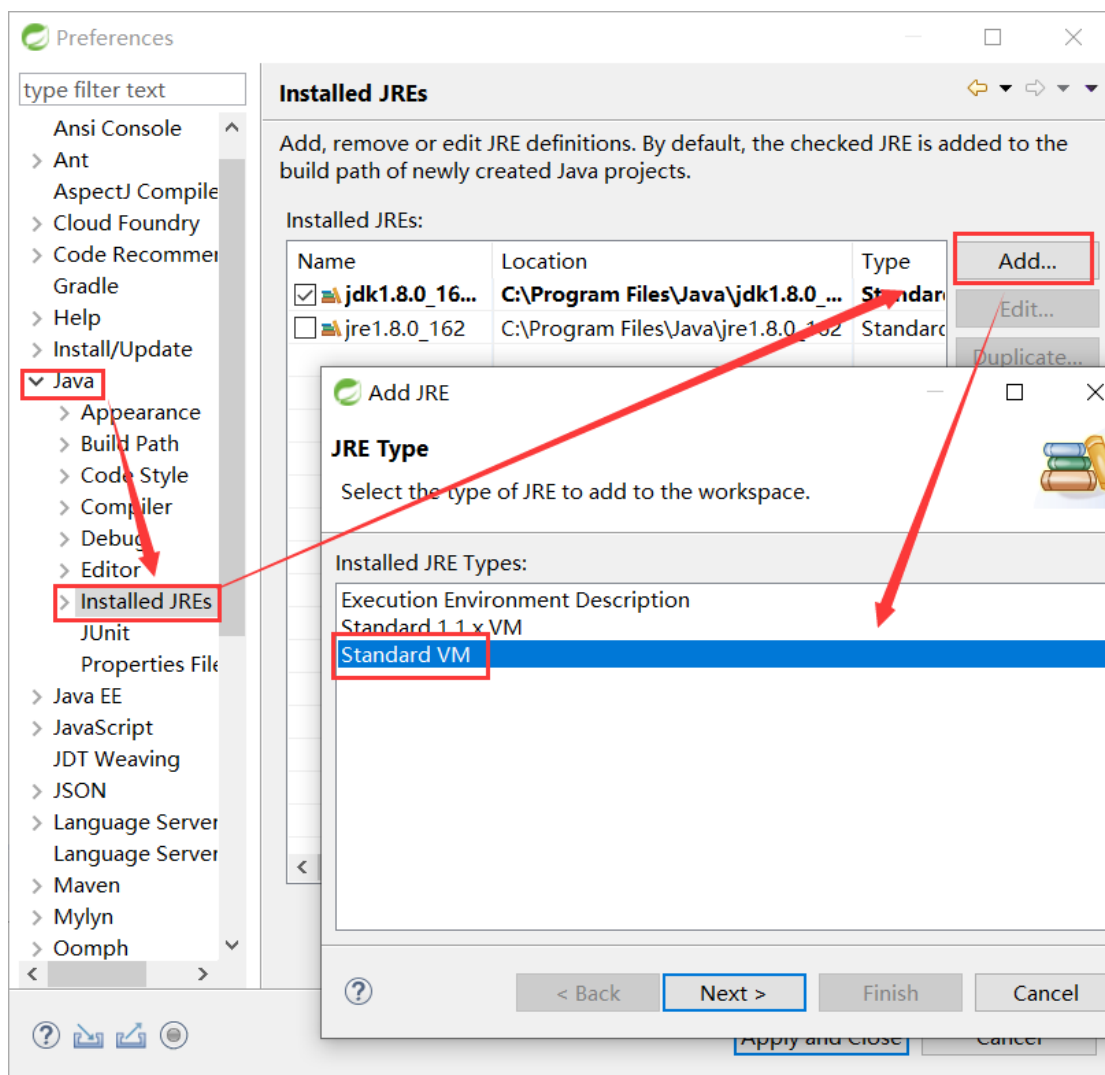 Preferences
type filter text
Ansi Console
Ant
AspectJ Compile
Cloud Foundry
Code Recommer
Gradle
Help
Install/Update
Java
Appearance
Build Path
Code Style
Compiler
Debug
Editor
Installed JREs
JUnit
Properties File
Java EE
JavaScript
JDT Weaving
JSON
Language Server
Language Server
Maven
Mylyn
Oomph
Installed JREs
Add, remove or edit JRE definitions. By default, the checked JRE is added to the
build path of newly created Java projects.
Installed JREs:
Name Location Type
jdk1.8.0_16... C:\Program Files\Java\jdk1.8.0_... Standard
jre1.8.0_162 C:\Program Files\Java\jre1.8.0_162 Standard
Add...
Edit...
Duplicate...
Add JRE
JRE Type
Select the type of JRE to add to the workspace.
Installed JRE Types:
Execution Environment Description
Standard 1.1.x VM
Standard VM
< Back Next > Finish Cancel
Apply and Close Cancel